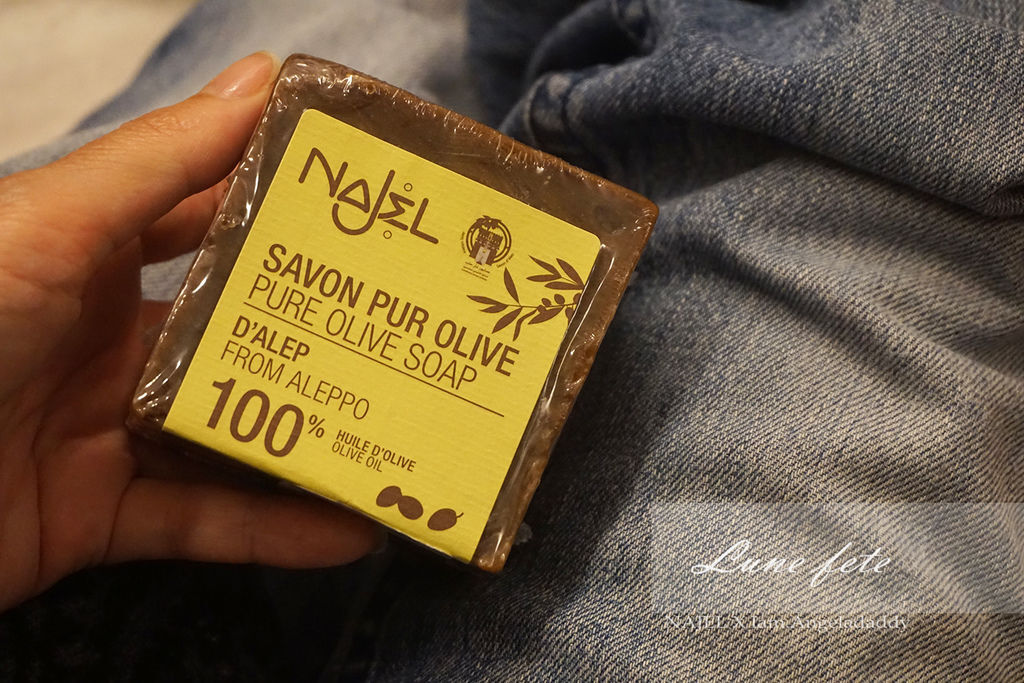 NAJEL
SAVON PUR OLIVE
PURE OLIVE SOAP
D'ALEP
FROM ALEPPO
100%
HUILE D'OLIVE
OLIVE OIL
Lune fete
NAJEL X Iam Angeladaddy